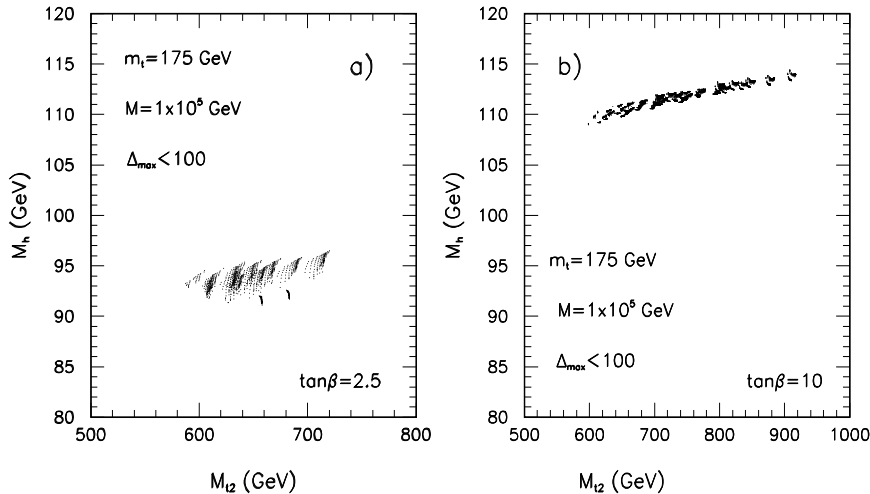 120
115
110
105
100
95
90
85
80
500
600
700
800
M_h (GeV)
M_t2 (GeV)
m_t=175 GeV
M=1x10^5 GeV
Δ_max<100
a)
tanβ=2.5
120
115
110
105
100
95
90
85
80
500
600
700
800
900
1000
M_h (GeV)
M_t2 (GeV)
b)
m_t=175 GeV
M=1x10^5 GeV
Δ_max<100
tanβ=10